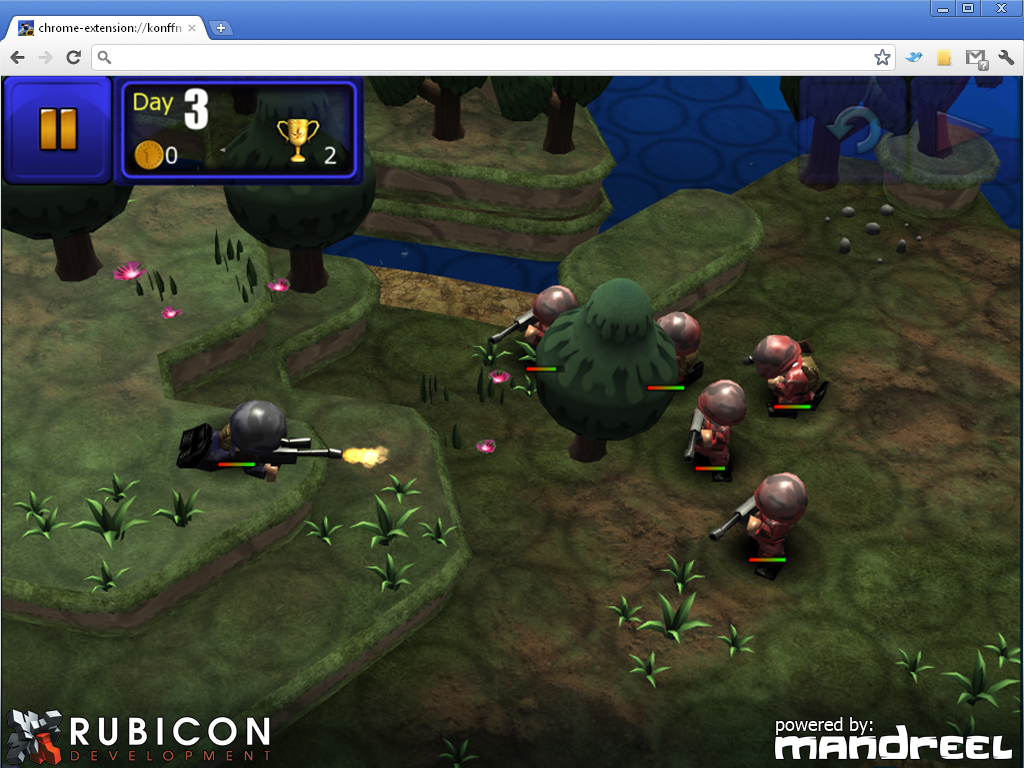 chrome-extension://konffn
Day 3
0
2
RUBICON
DEVELOPMENT
powered by:
mandreel